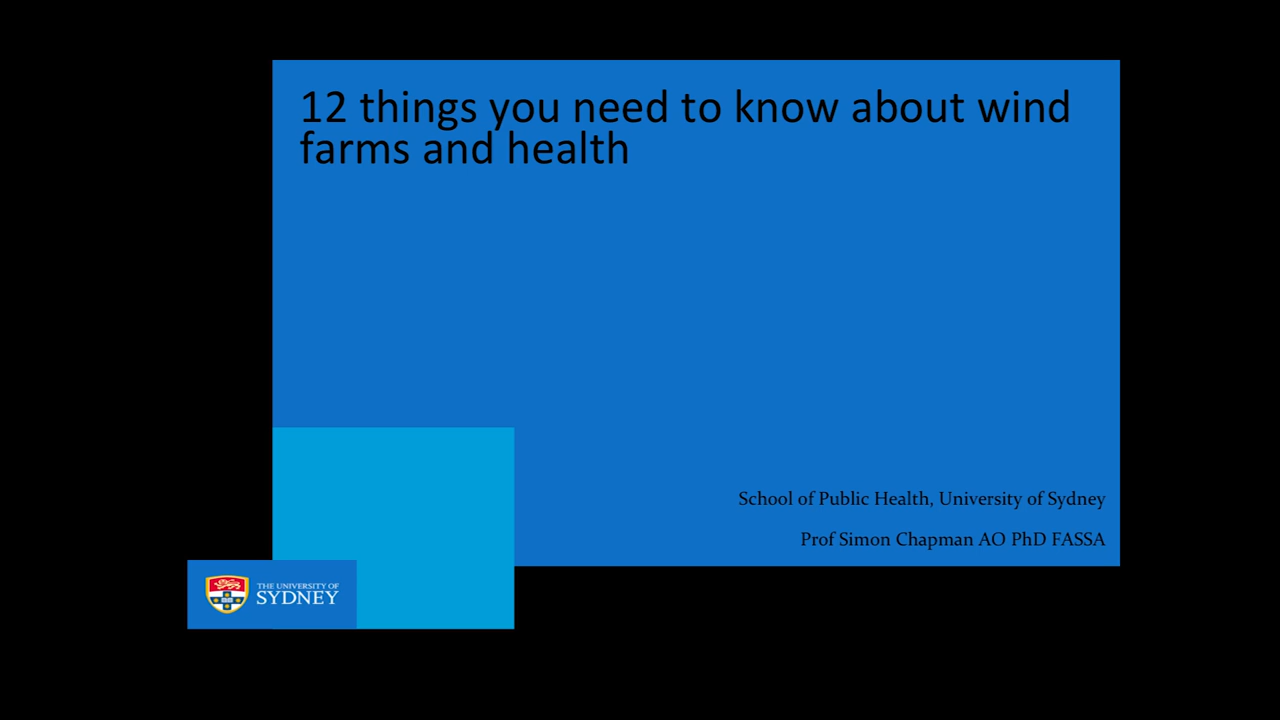 12 things you need to know about wind
farms and health
School of Public Health, University of Sydney
Prof Simon Chapman AO PhD FASSA
THE UNIVERSITY OF
SYDNEY